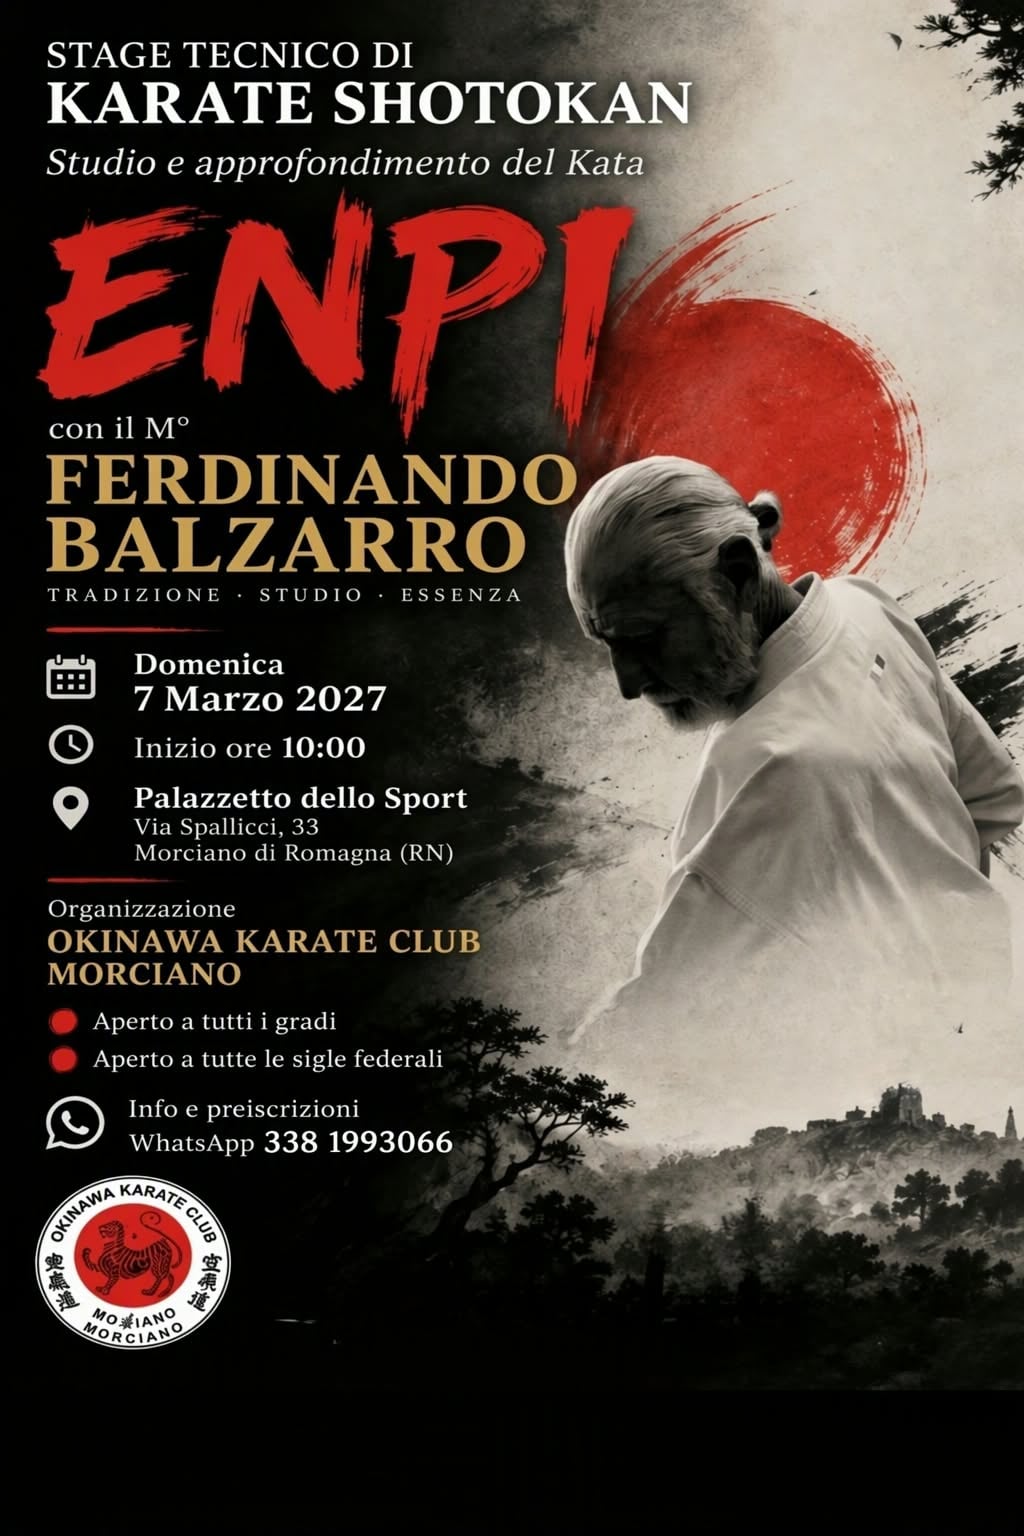 STAGE TECNICO DI
KARATE SHOTOKAN
Studio e approfondimento del Kata
ENPI
con il M°
FERDINANDO
BALZARRO
TRADIZIONE · STUDIO · ESSENZA
Domenica
7 Marzo 2027
Inizio ore 10:00
Palazzetto dello Sport
Via Spallicci, 33
Morciano di Romagna (RN)
Organizzazione
OKINAWA KARATE CLUB
MORCIANO
Aperto a tutti i gradi
Aperto a tutte le sigle federali
Info e preiscrizioni
WhatsApp 338 1993066
OKINAWA KARATE CLUB
MORCIANO